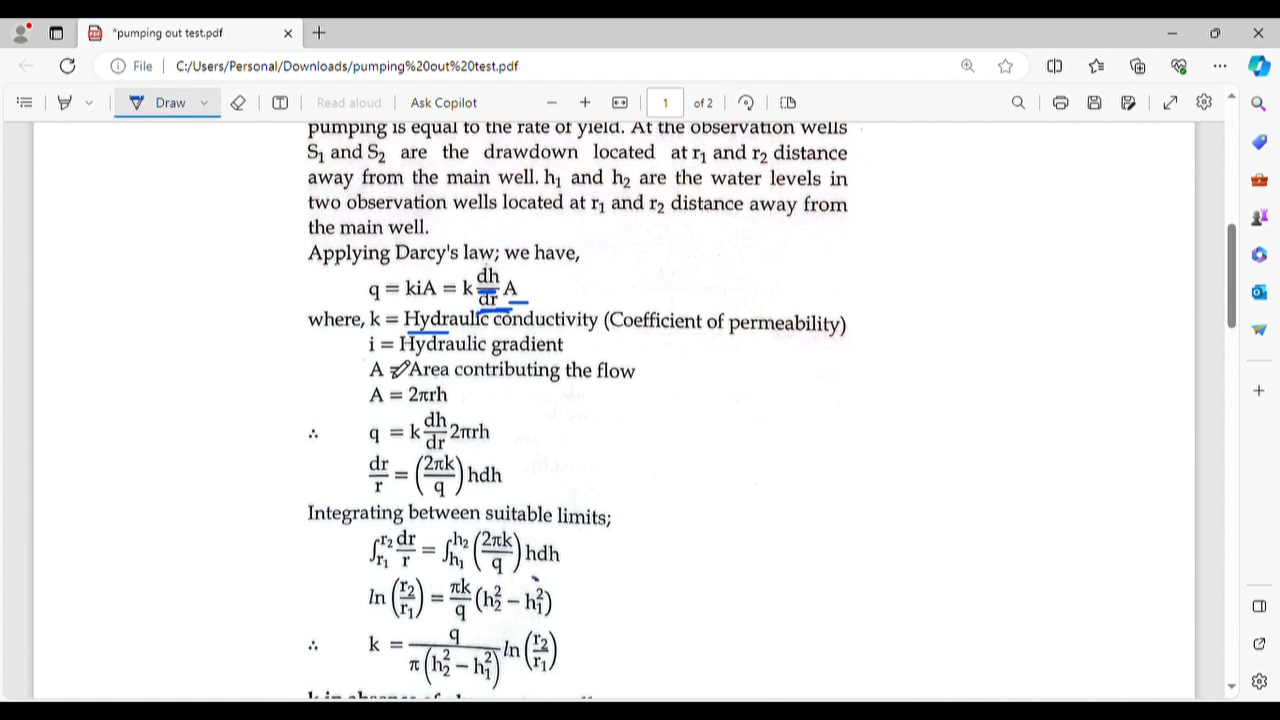 *pumping out test.pdf
File
C:/Users/Personal/Downloads/pumping%20out%20test.pdf
Draw
Read aloud
Ask Copilot
1
of 2
pumping is equal to the rate of yield. At the observation wells
S₁ and S₂ are the drawdown located at r₁ and r₂ distance
away from the main well. h₁ and h₂ are the water levels in
two observation wells located at r₁ and r₂ distance away from
the main well.
Applying Darcy's law; we have,
q = kiA = k dh/dr A
where, k = Hydraulic conductivity (Coefficient of permeability)
i = Hydraulic gradient
A = Area contributing the flow
A = 2πrh
∴ q = k dh/dr 2πrh
dr/r = (2πk/q) hdh
Integrating between suitable limits;
∫r₁r₂ dr/r = ∫h₁h₂ (2πk/q) hdh
ln (r₂/r₁) = πk/q (h₂² − h₁²)
∴ k = q/π(h₂² − h₁²) ln (r₂/r₁)